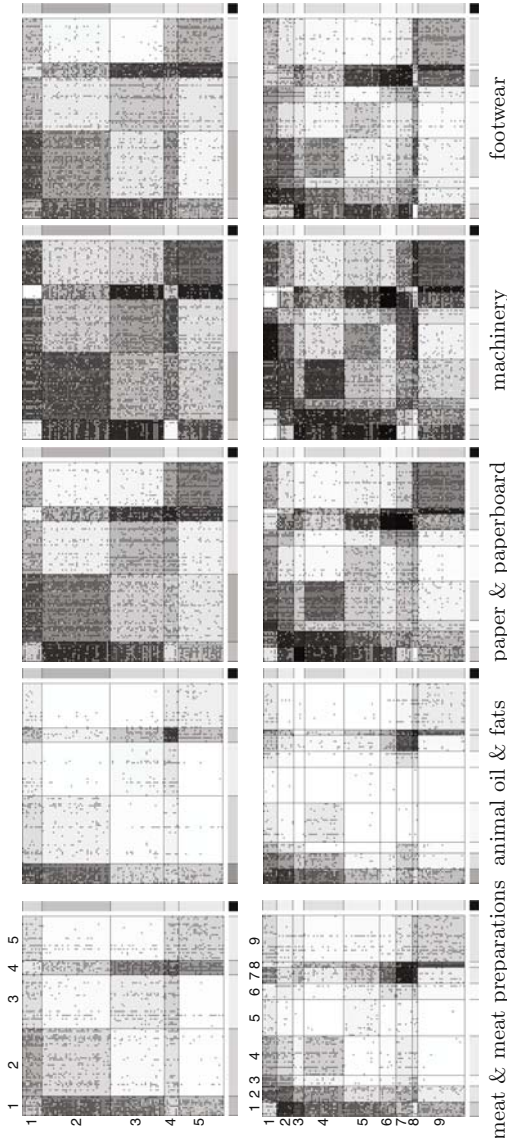 1 2 3 4 5
1
2
3
4
5
1 2 3 4 5 6 7 8 9
1
2
3
4
5
6
7
8
9
meat & meat preparations
animal oil & fats
paper & paperboard
machinery
footwear